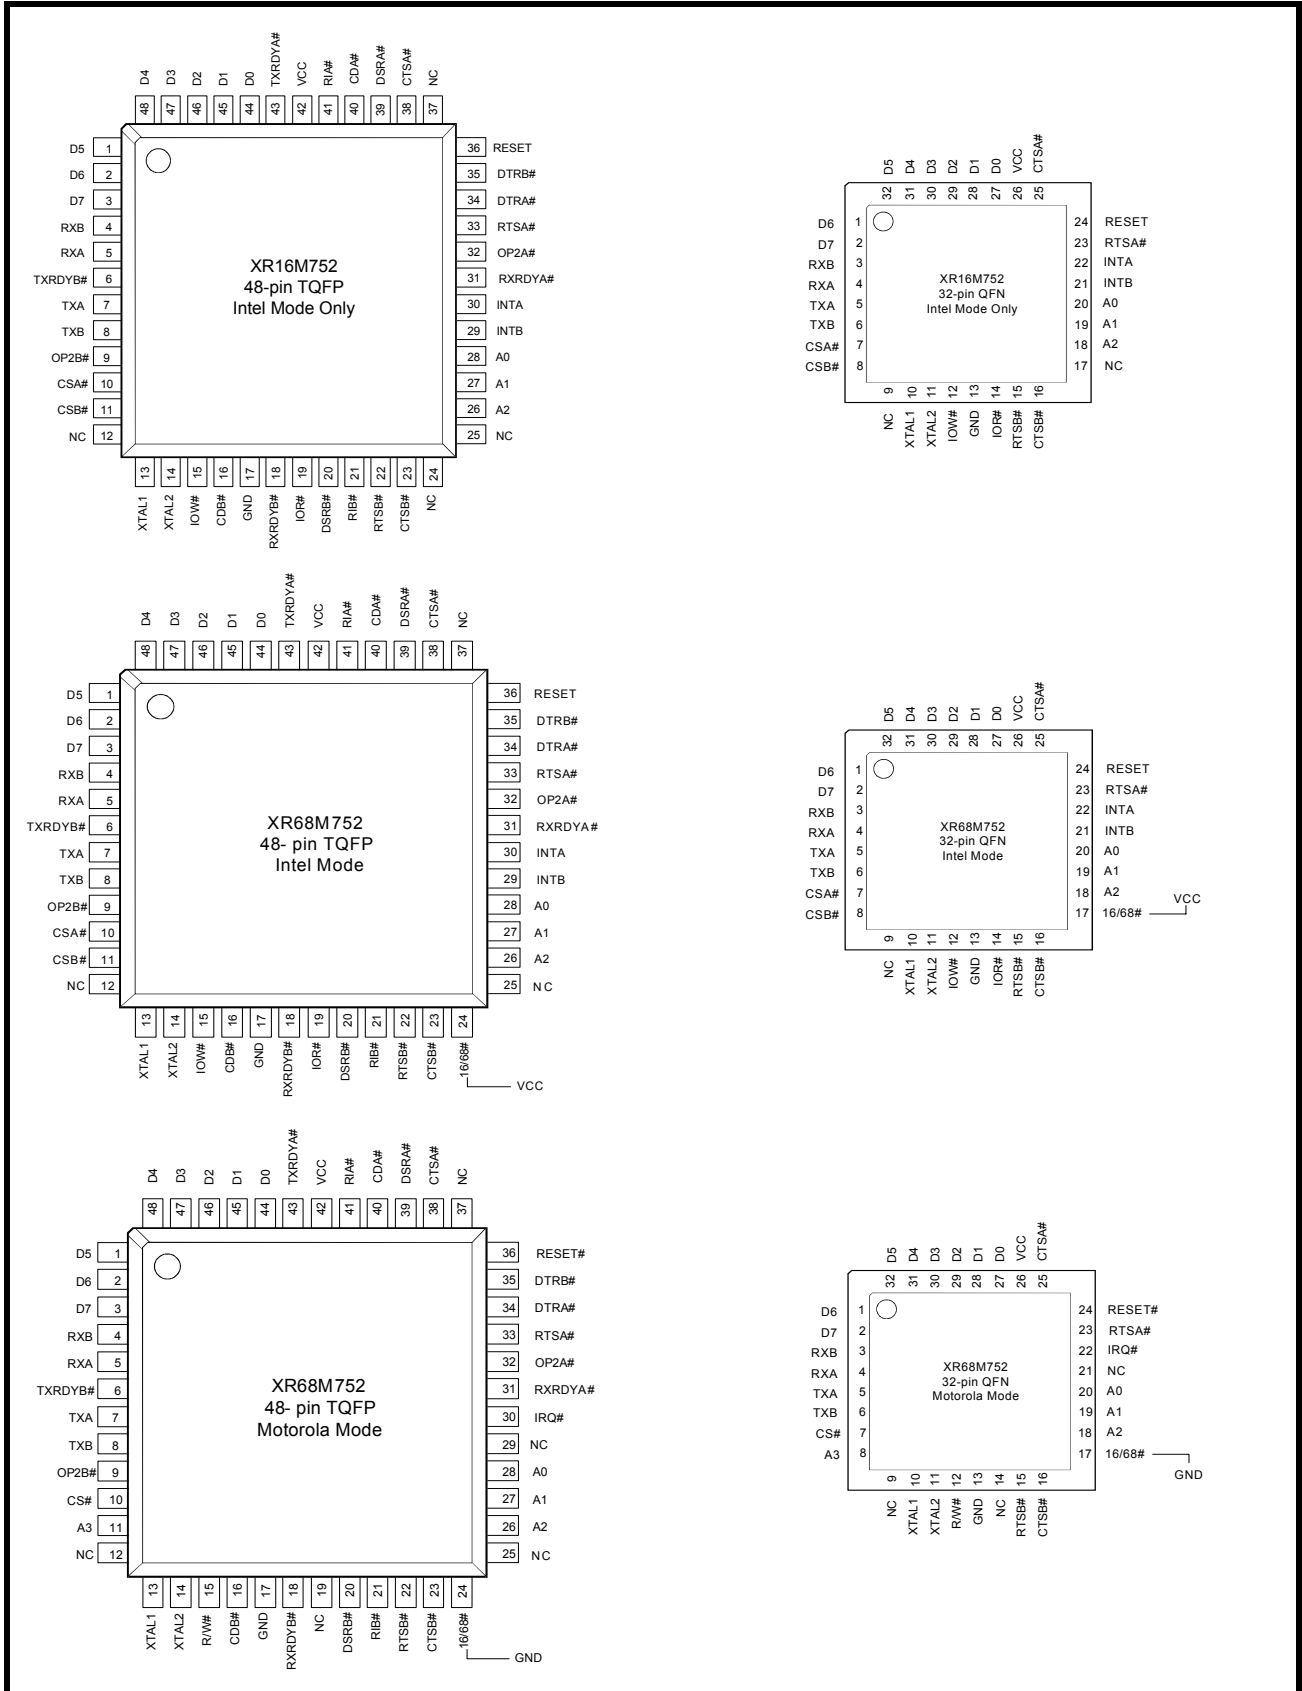 D4 D3 D2 D1 D0 TXRDYA# VCC RIA# CDA# DSRA# CTSA# NC
48 47 46 45 44 43 42 41 40 39 38 37
D5 1
D6 2
D7 3
RXB 4
RXA 5
TXRDYB# 6
TXA 7
TXB 8
OP2B# 9
CSA# 10
CSB# 11
NC 12
XR16M752
48-pin TQFP
Intel Mode Only
36 RESET
35 DTRB#
34 DTRA#
33 RTSA#
32 OP2A#
31 RXRDYA#
30 INTA
29 INTB
28 A0
27 A1
26 A2
25 NC
13 14 15 16 17 18 19 20 21 22 23 24
XTAL1 XTAL2 IOW# CDB# GND RXRDYB# IOR# DSRB# RIB# RTSB# CTSB# NC
D5 D4 D3 D2 D1 D0 VCC CTSA#
32 31 30 29 28 27 26 25
D6 1
D7 2
RXB 3
RXA 4
TXA 5
TXB 6
CSA# 7
CSB# 8
XR16M752
32-pin QFN
Intel Mode Only
24 RESET
23 RTSA#
22 INTA
21 INTB
20 A0
19 A1
18 A2
17 NC
9 10 11 12 13 14 15 16
NC XTAL1 XTAL2 IOW# GND IOR# RTSB# CTSB#
D4 D3 D2 D1 D0 TXRDYA# VCC RIA# CDA# DSRA# CTSA# NC
48 47 46 45 44 43 42 41 40 39 38 37
D5 1
D6 2
D7 3
RXB 4
RXA 5
TXRDYB# 6
TXA 7
TXB 8
OP2B# 9
CSA# 10
CSB# 11
NC 12
XR68M752
48- pin TQFP
Intel Mode
36 RESET
35 DTRB#
34 DTRA#
33 RTSA#
32 OP2A#
31 RXRDYA#
30 INTA
29 INTB
28 A0
27 A1
26 A2
25 NC
13 14 15 16 17 18 19 20 21 22 23 24
XTAL1 XTAL2 IOW# CDB# GND RXRDYB# IOR# DSRB# RIB# RTSB# CTSB# 16/68#
VCC
D5 D4 D3 D2 D1 D0 VCC CTSA#
32 31 30 29 28 27 26 25
D6 1
D7 2
RXB 3
RXA 4
TXA 5
TXB 6
CSA# 7
CSB# 8
XR68M752
32-pin QFN
Intel Mode
24 RESET
23 RTSA#
22 INTA
21 INTB
20 A0
19 A1
18 A2
17 16/68# VCC
9 10 11 12 13 14 15 16
NC XTAL1 XTAL2 IOW# GND IOR# RTSB# CTSB#
D4 D3 D2 D1 D0 TXRDYA# VCC RIA# CDA# DSRA# CTSA# NC
48 47 46 45 44 43 42 41 40 39 38 37
D5 1
D6 2
D7 3
RXB 4
RXA 5
TXRDYB# 6
TXA 7
TXB 8
OP2B# 9
CS# 10
A3 11
NC 12
XR68M752
48- pin TQFP
Motorola Mode
36 RESET#
35 DTRB#
34 DTRA#
33 RTSA#
32 OP2A#
31 RXRDYA#
30 IRQ#
29 NC
28 A0
27 A1
26 A2
25 NC
13 14 15 16 17 18 19 20 21 22 23 24
XTAL1 XTAL2 R/W# CDB# GND RXRDYB# NC DSRB# RIB# RTSB# CTSB# 16/68#
GND
D5 D4 D3 D2 D1 D0 VCC CTSA#
32 31 30 29 28 27 26 25
D6 1
D7 2
RXB 3
RXA 4
TXA 5
TXB 6
CS# 7
A3 8
XR68M752
32-pin QFN
Motorola Mode
24 RESET#
23 RTSA#
22 IRQ#
21 NC
20 A0
19 A1
18 A2
17 16/68#
GND
9 10 11 12 13 14 15 16
NC XTAL1 XTAL2 R/W# GND NC RTSB# CTSB#